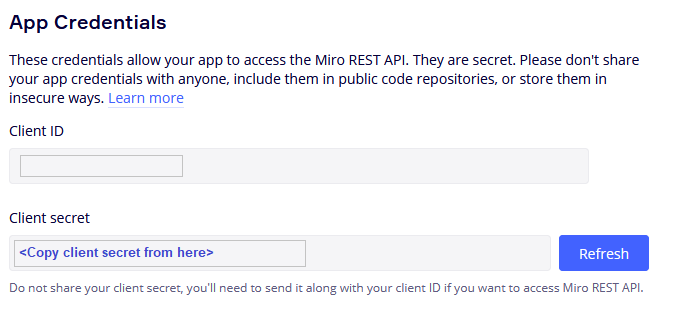 App Credentials
These credentials allow your app to access the Miro REST API. They are secret. Please don't share
your app credentials with anyone, include them in public code repositories, or store them in
insecure ways. Learn more
Client ID
Client secret
<Copy client secret from here>
Refresh
Do not share your client secret, you'll need to send it along with your client ID if you want to access Miro REST API.